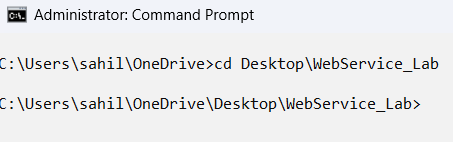 Administrator: Command Prompt
C:\Users\sahil\OneDrive>cd Desktop\WebService_Lab
C:\Users\sahil\OneDrive\Desktop\WebService_Lab>